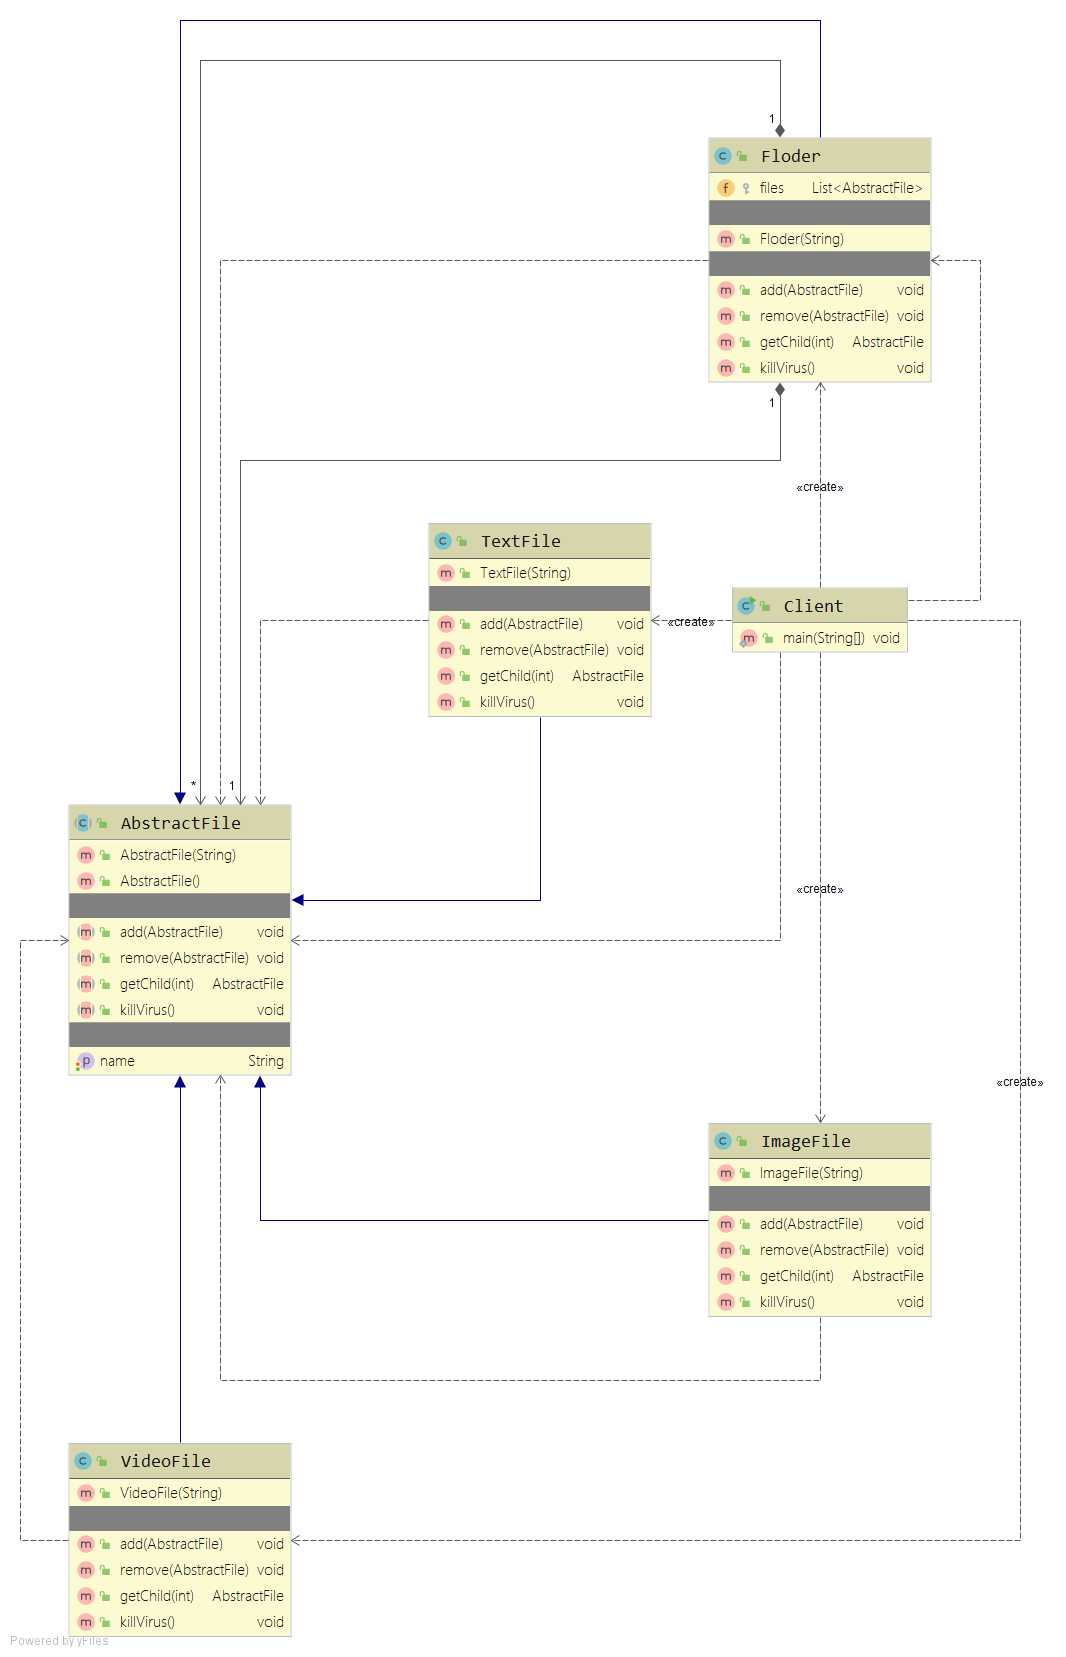 1
Floder
files List<AbstractFile>
Floder(String)
add(AbstractFile) void
remove(AbstractFile) void
getChild(int) AbstractFile
killVirus() void
1
«create»
TextFile
TextFile(String)
add(AbstractFile) void
remove(AbstractFile) void
getChild(int) AbstractFile
killVirus() void
«create»
Client
main(String[]) void
* 1
AbstractFile
AbstractFile(String)
AbstractFile()
add(AbstractFile) void
remove(AbstractFile) void
getChild(int) AbstractFile
killVirus() void
name String
«create»
«create»
ImageFile
ImageFile(String)
add(AbstractFile) void
remove(AbstractFile) void
getChild(int) AbstractFile
killVirus() void
VideoFile
VideoFile(String)
add(AbstractFile) void
remove(AbstractFile) void
getChild(int) AbstractFile
killVirus() void
Powered by yFiles